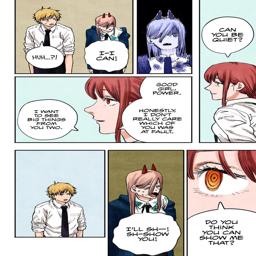 HUH...?!
I-I
CAN!
CAN YOU
BE
QUIET?
I WANT
TO SEE
BIG THINGS
FROM
YOU TWO.
GOOD
GIRL,
POWER.
HONESTLY,
I DON'T
REALLY CARE
WHICH OF
YOU WAS
AT FAULT.
I'LL SH—!
SH-SHOW
YOU!
DO YOU
THINK
YOU CAN
SHOW ME
THAT?